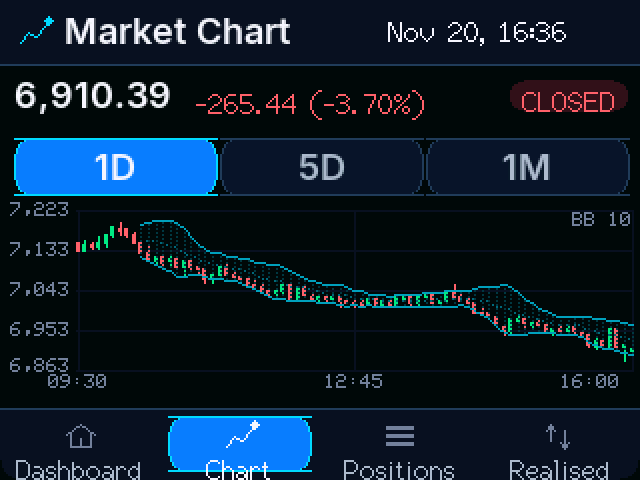 Market Chart
Nov 20, 16:36
6,910.39
-265.44 (-3.70%)
CLOSED
1D
5D
1M
7,223
BB 10
7,133
7,043
6,953
6,863
09:30
12:45
16:00
Dashboard
Chart
Positions
Realised